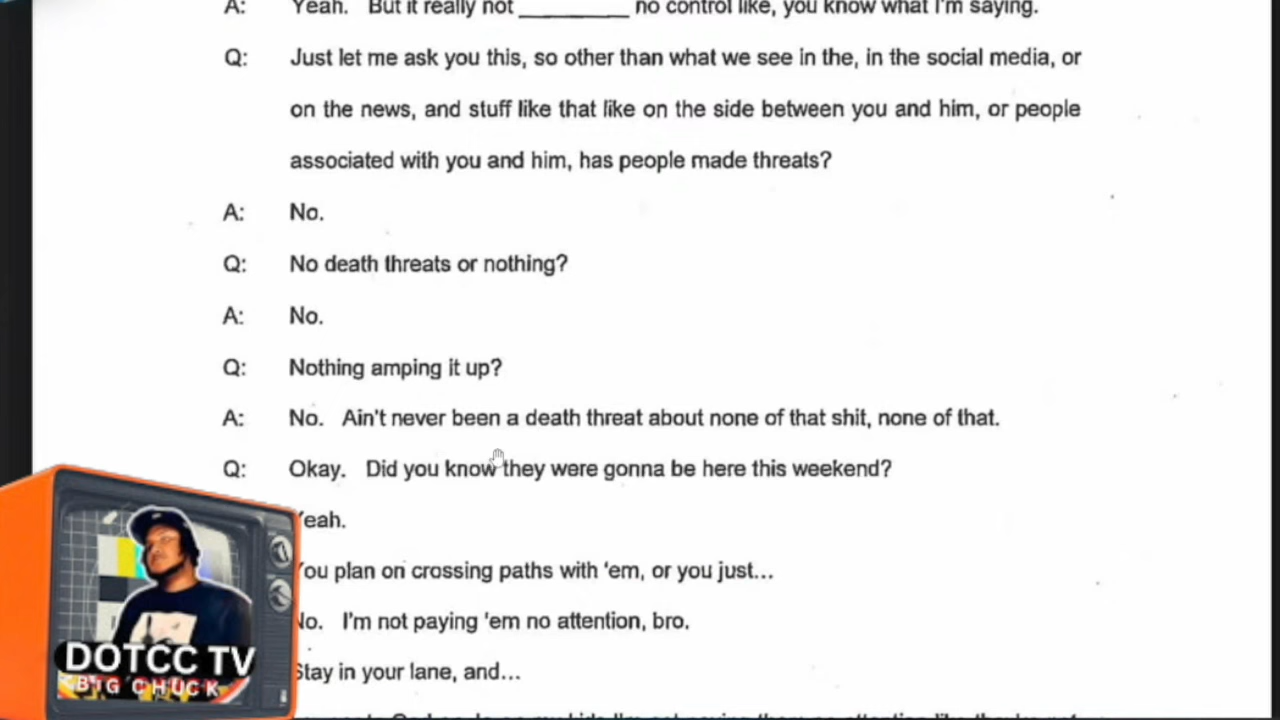 A: Yeah. But it really not ________ no control like, you know what I'm saying.
Q: Just let me ask you this, so other than what we see in the, in the social media, or
on the news, and stuff like that like on the side between you and him, or people
associated with you and him, has people made threats?
A: No.
Q: No death threats or nothing?
A: No.
Q: Nothing amping it up?
A: No. Ain't never been a death threat about none of that shit, none of that.
Q: Okay. Did you know they were gonna be here this weekend?
Yeah.
You plan on crossing paths with 'em, or you just...
No. I'm not paying 'em no attention, bro.
Stay in your lane, and...
DOTCC TV
BIG CHUCK